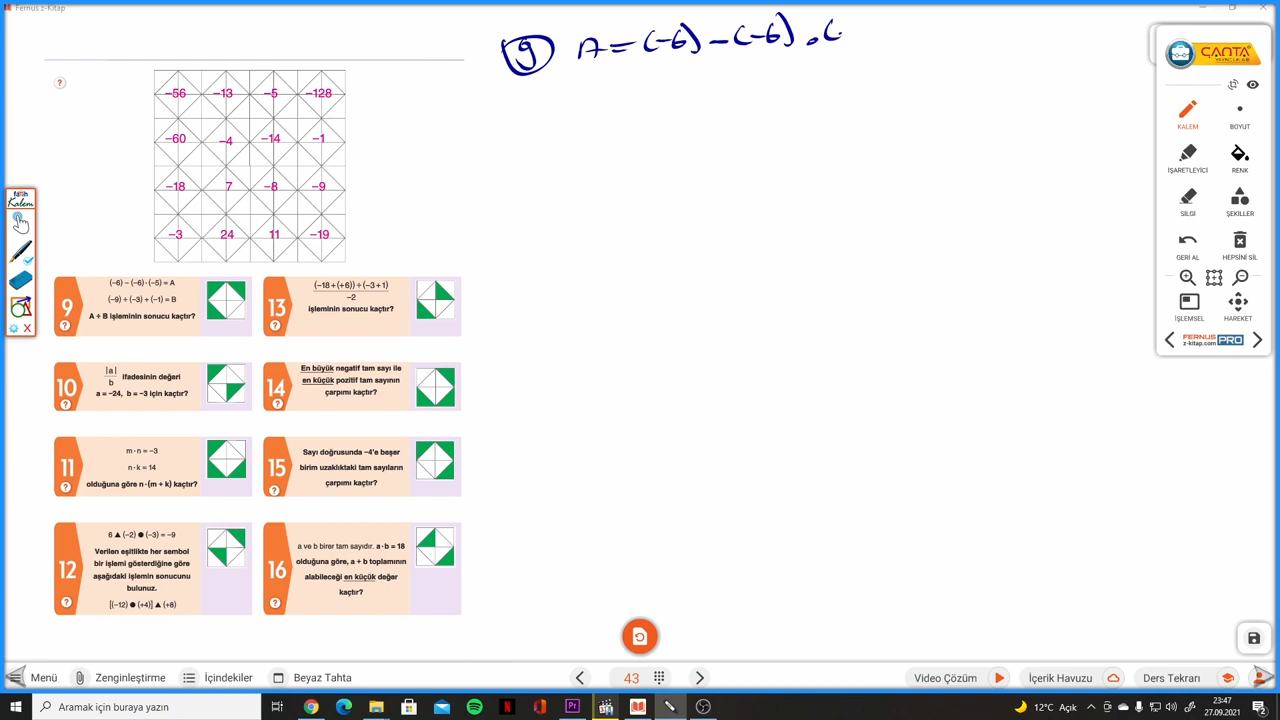 Fernus z-Kitap
9 A = (-6) - (-6) . (
ÇANTA
YAYINCILIK
KALEM
BOYUT
İŞARETLEYİCİ
RENK
SİLGİ
ŞEKİLLER
GERİ AL
HEPSİNİ SİL
İŞLEMSEL
HAREKET
FERNUS
z-kitap.com PRO
fatih
Kalem
?
−56 −13 −5 −128
−60 −4 −14 −1
−18 7 −8 −9
−3 24 11 −19
9
?
(−6) − (−6)·(−5) = A
(−9) ÷ (−3) + (−1) = B
A ÷ B işleminin sonucu kaçtır?
13
?
(−18 + (+6)) ÷ (−3 + 1)
−2
işleminin sonucu kaçtır?
10
?
|a|
b
ifadesinin değeri
a = −24, b = −3 için kaçtır?
14
?
En büyük negatif tam sayı ile
en küçük pozitif tam sayının
çarpımı kaçtır?
11
?
m·n = −3
n·k = 14
olduğuna göre n·(m + k) kaçtır?
15
?
Sayı doğrusunda −4'e beşer
birim uzaklıktaki tam sayıların
çarpımı kaçtır?
12
?
6 ▲ (−2) ● (−3) = −9
Verilen eşitlikte her sembol
bir işlemi gösterdiğine göre
aşağıdaki işlemin sonucunu
bulunuz.
[(−12) ● (+4)] ▲ (+8)
16
?
a ve b birer tam sayıdır. a·b = 18
olduğuna göre, a + b toplamının
alabileceği en küçük değer
kaçtır?
Menü Zenginleştirme İçindekiler Beyaz Tahta 43 Video Çözüm İçerik Havuzu Ders Tekrarı
Aramak için buraya yazın
12°C Açık
23:47
27.09.2021